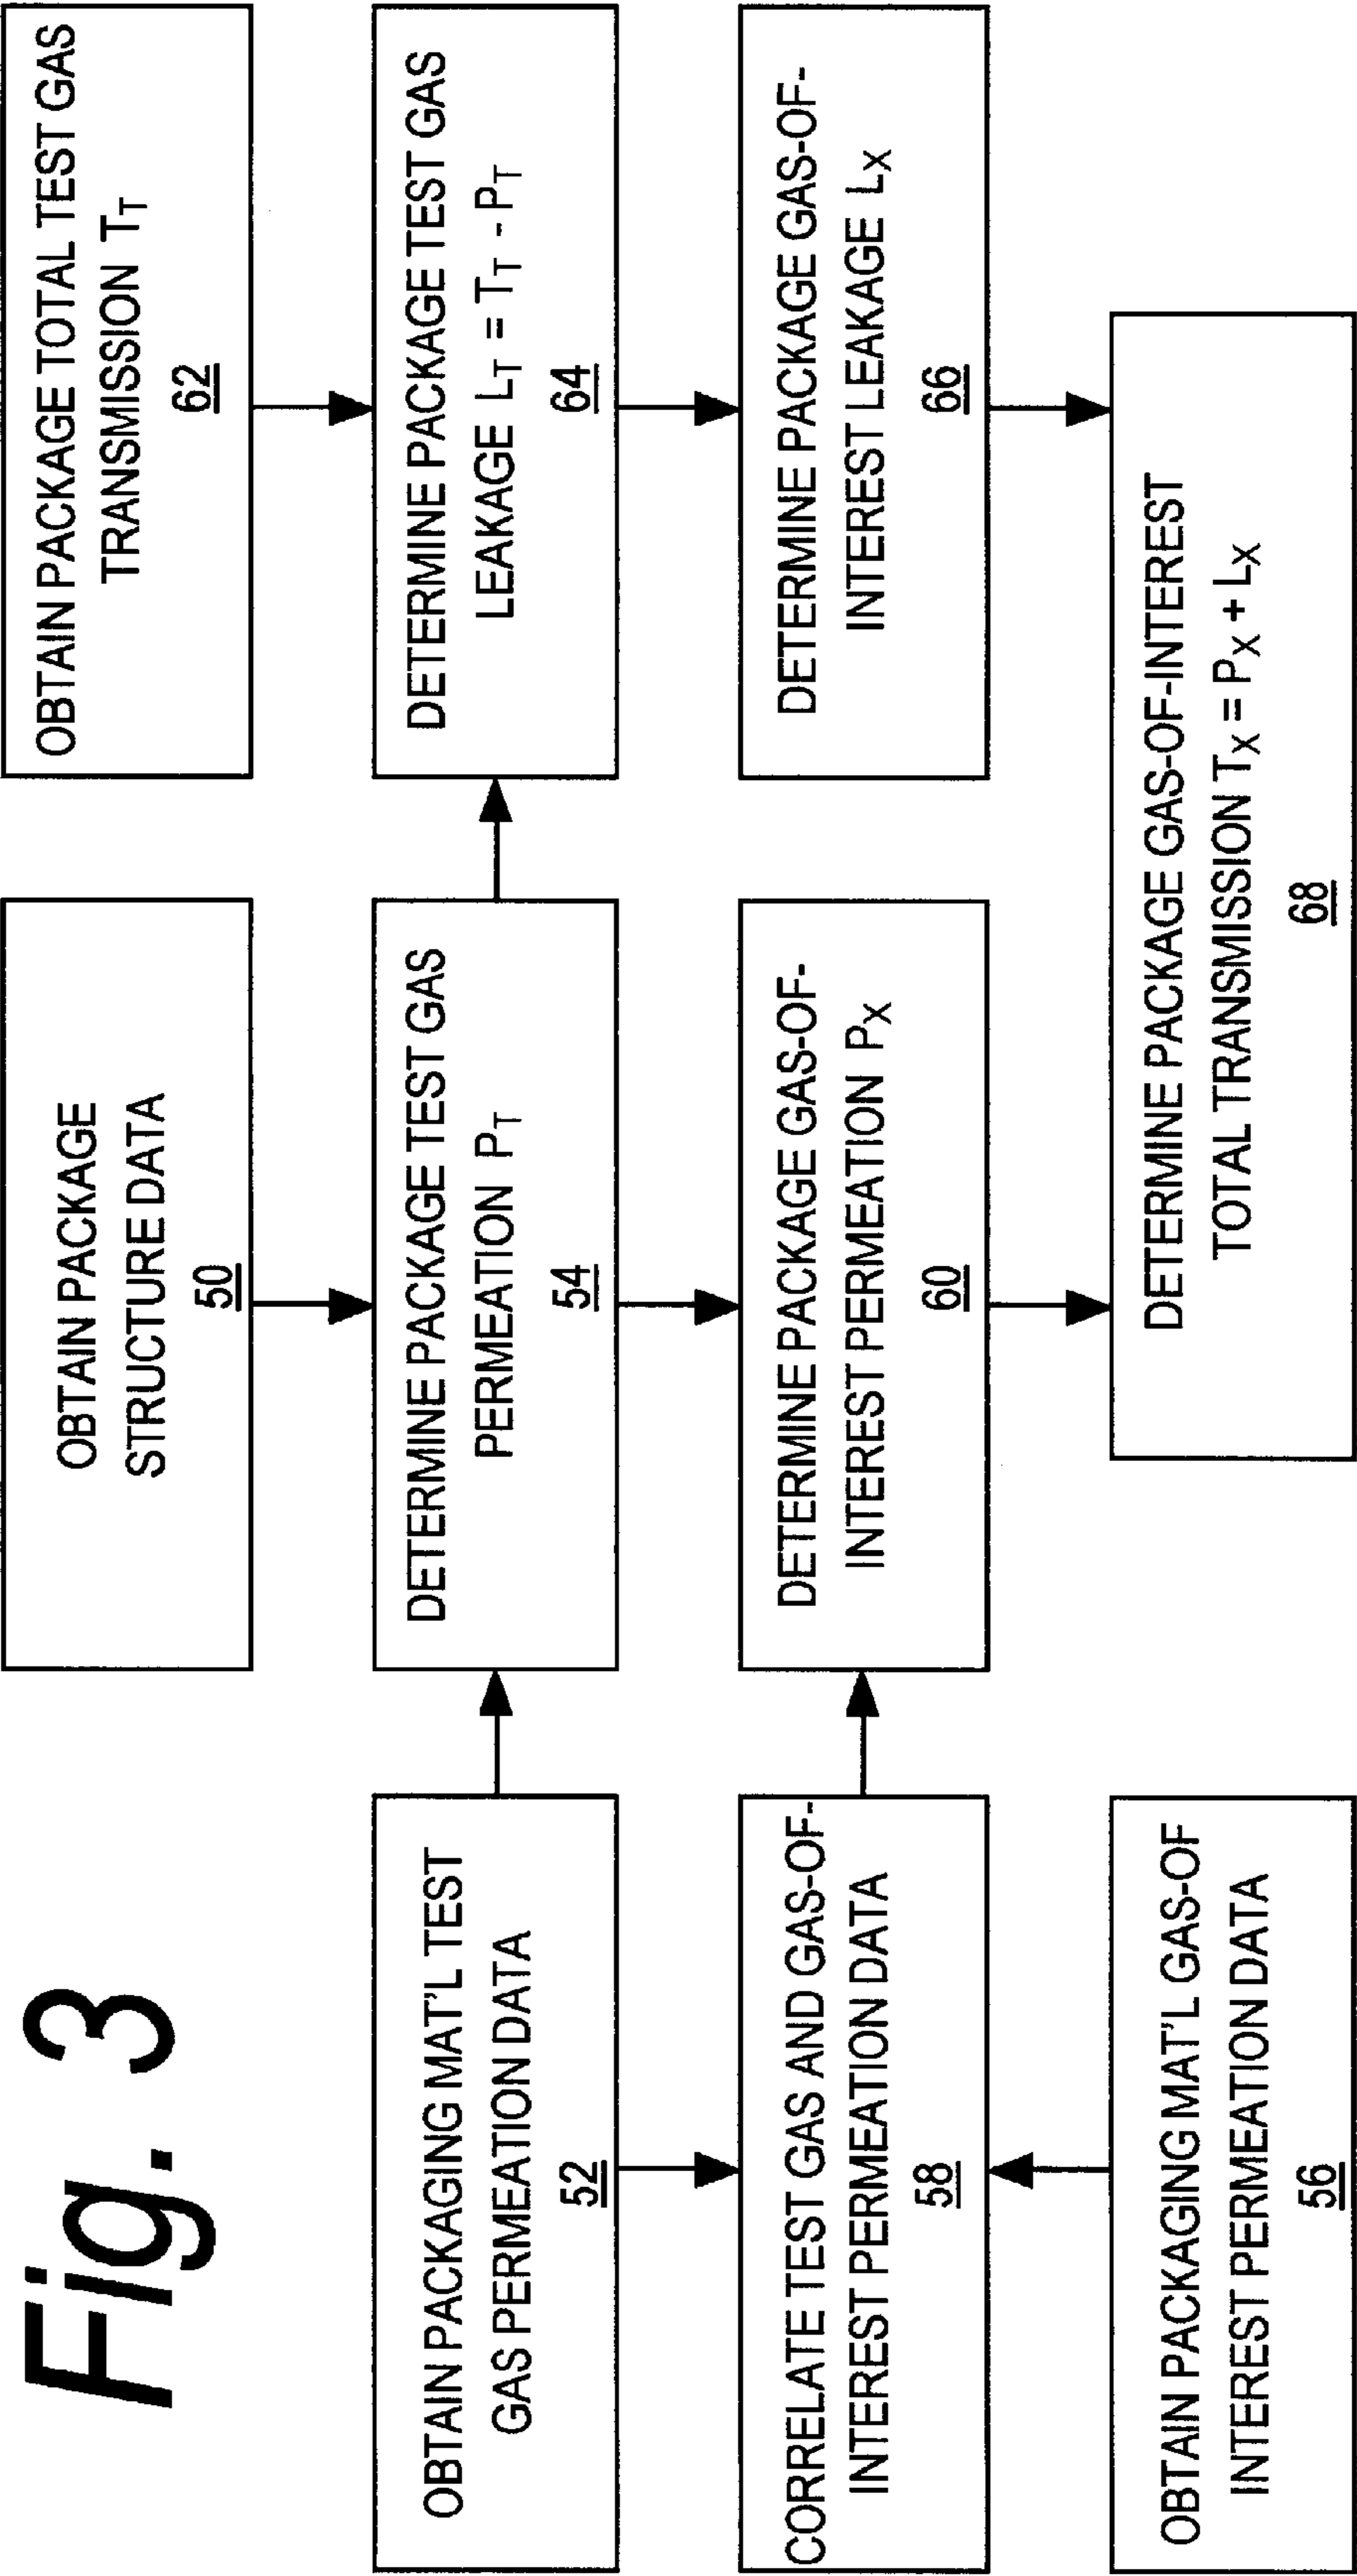 Fig. 3
OBTAIN PACKAGE
STRUCTURE DATA
50
OBTAIN PACKAGE TOTAL TEST GAS
TRANSMISSION T_T
62
OBTAIN PACKAGING MAT'L TEST
GAS PERMEATION DATA
52
DETERMINE PACKAGE TEST GAS
PERMEATION P_T
54
DETERMINE PACKAGE TEST GAS
LEAKAGE L_T = T_T - P_T
64
CORRELATE TEST GAS AND GAS-OF-
INTEREST PERMEATION DATA
58
DETERMINE PACKAGE GAS-OF-
INTEREST PERMEATION P_X
60
DETERMINE PACKAGE GAS-OF-
INTEREST LEAKAGE L_X
66
OBTAIN PACKAGING MAT'L GAS-OF
INTEREST PERMEATION DATA
56
DETERMINE PACKAGE GAS-OF-INTEREST
TOTAL TRANSMISSION T_X = P_X + L_X
68